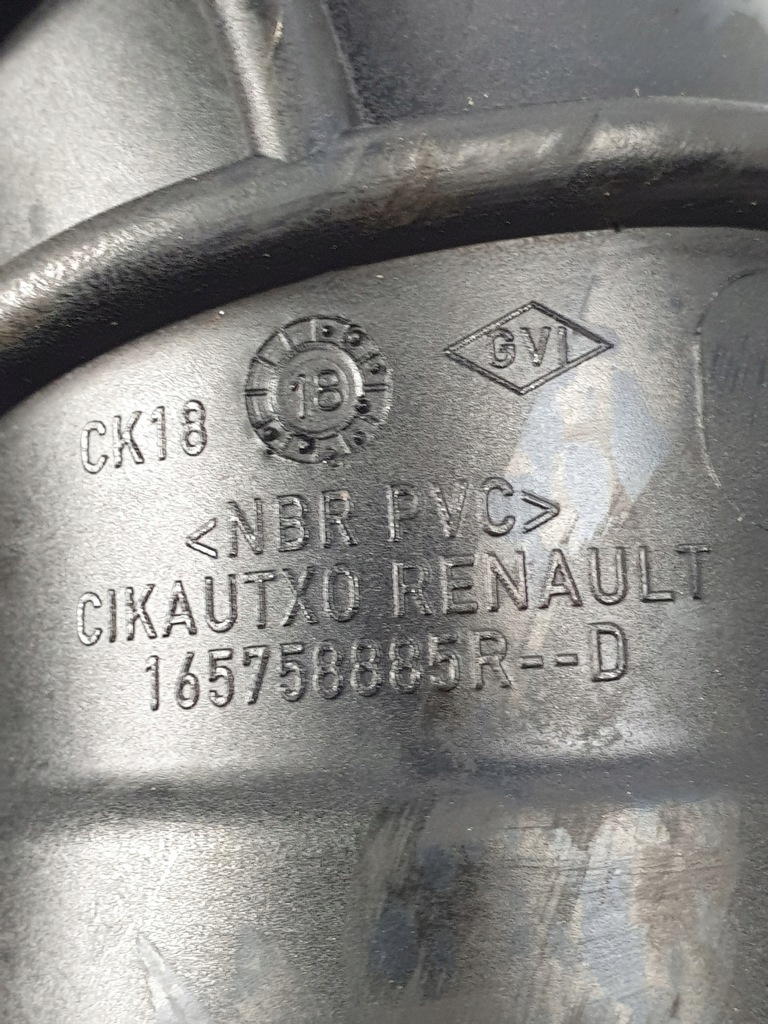 GVI
18
CK18
<NBR PVC>
CIKAUTXO RENAULT
165758885R--D